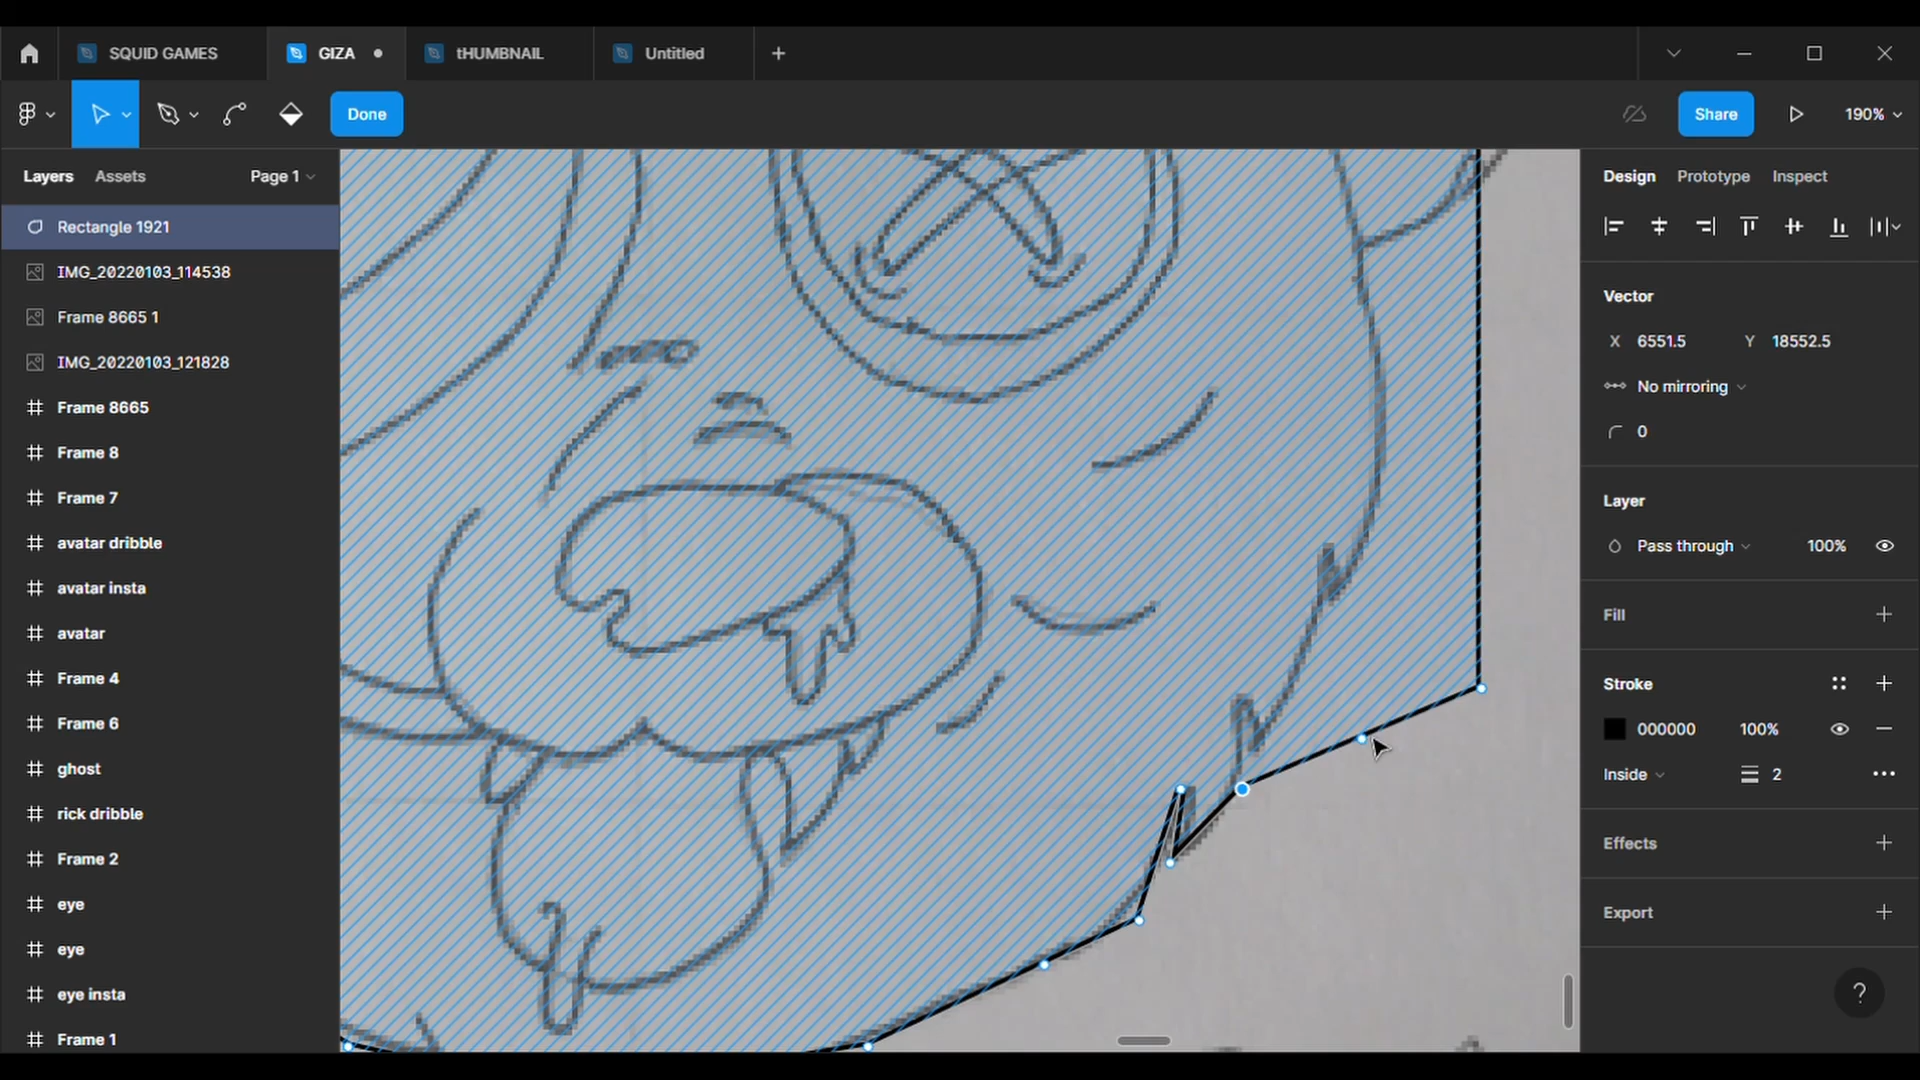 SQUID GAMES
GIZA
tHUMBNAIL
Untitled
Done
Share
190%
Layers
Assets
Page 1
Rectangle 1921
IMG_20220103_114538
Frame 8665 1
IMG_20220103_121828
Frame 8665
Frame 8
Frame 7
avatar dribble
avatar insta
avatar
Frame 4
Frame 6
ghost
rick dribble
Frame 2
eye
eye
eye insta
Frame 1
Design
Prototype
Inspect
Vector
X 6551.5 Y 18552.5
No mirroring
0
Layer
Pass through 100%
Fill
Stroke
000000 100%
Inside 2
Effects
Export
?